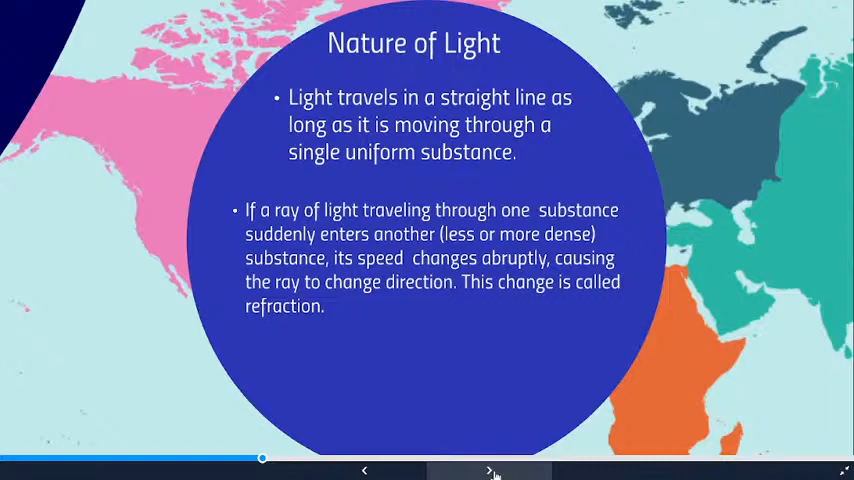 Nature of Light
• Light travels in a straight line as
long as it is moving through a
single uniform substance.
• If a ray of light traveling through one substance
suddenly enters another (less or more dense)
substance, its speed changes abruptly, causing
the ray to change direction. This change is called
refraction.